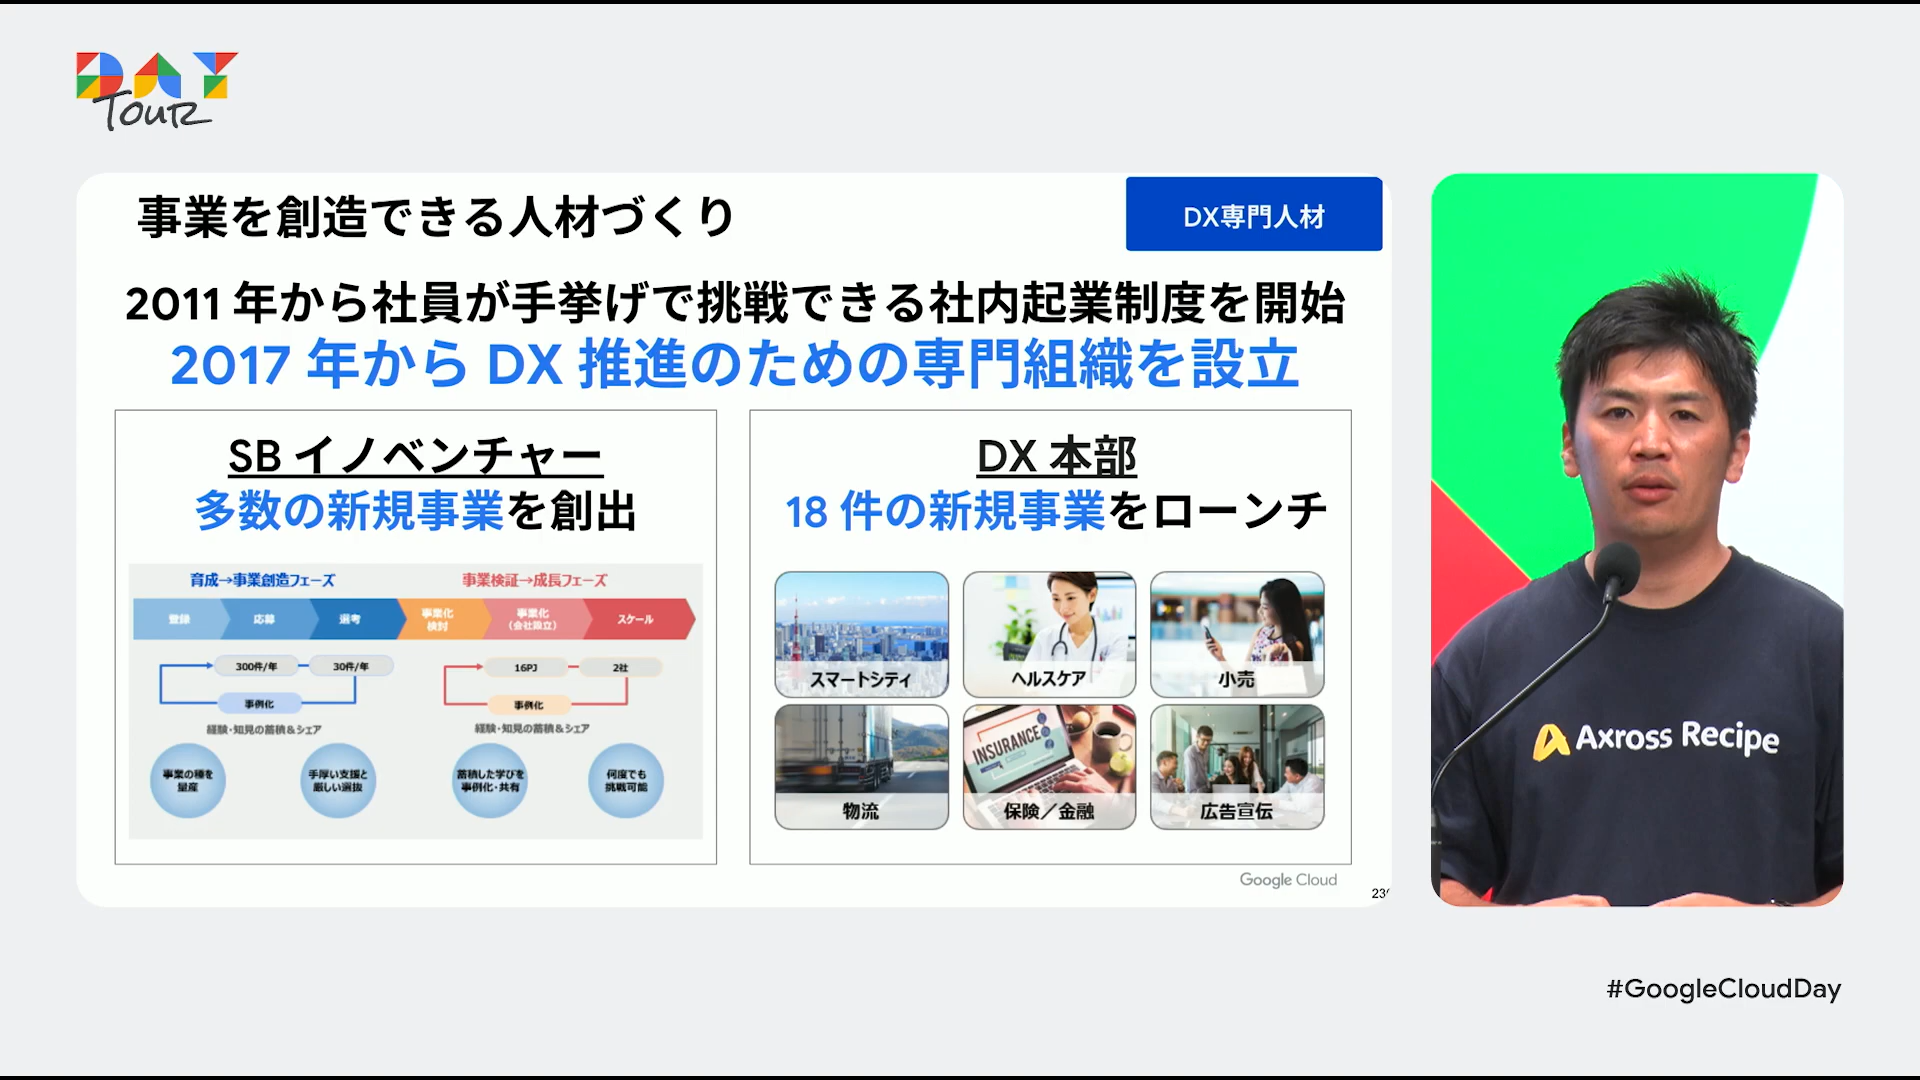 DAY
Tour
事業を創造できる人材づくり
DX専門人材
2011 年から社員が手挙げで挑戦できる社内起業制度を開始
2017 年から DX 推進のための専門組織を設立
SB イノベンチャー
多数の新規事業を創出
育成→事業創造フェーズ
事業検証→成長フェーズ
登録
応募
選考
事業化
検討
事業化
(会社設立)
スケール
300件/年
30件/年
事例化
経験・知見の蓄積&シェア
16PJ
2社
事例化
経験・知見の蓄積&シェア
事業の種を
量産
手厚い支援と
厳しい選抜
蓄積した学びを
事例化・共有
何度でも
挑戦可能
DX 本部
18 件の新規事業をローンチ
スマートシティ
ヘルスケア
小売
物流
INSURANCE
保険／金融
広告宣伝
Google Cloud
Axross Recipe
#GoogleCloudDay